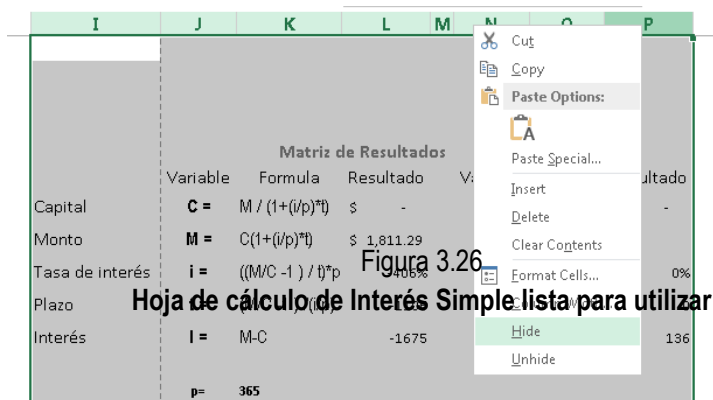 I J K L M N O P
Matriz de Resultados
Variable Formula Resultado
Capital C = M / (1+(i/p)*t) $ - -
Monto M = C(1+(i/p)*t) $ 1,811.29
Tasa de interés i = ((M/C -1 ) / t)*p 406% 0%
Plazo
Interés I = M-C -1675 136
p= 365
Cut
Copy
Paste Options:
A
Paste Special...
Insert
Delete
Clear Contents
Format Cells...
Hide
Unhide
Figura 3.26
Hoja de cálculo de Interés Simple lista para utilizar